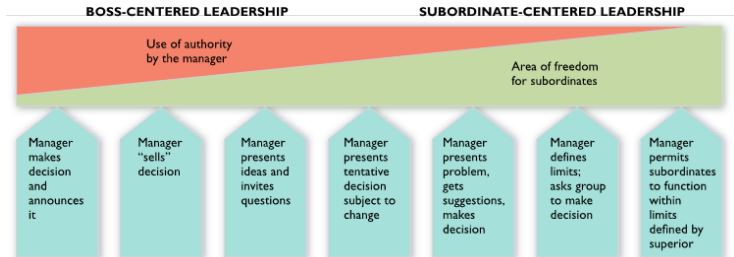 BOSS-CENTERED LEADERSHIP
SUBORDINATE-CENTERED LEADERSHIP
Use of authority
by the manager
Area of freedom
for subordinates
Manager
makes
decision
and
announces
it
Manager
“sells”
decision
Manager
presents
ideas and
invites
questions
Manager
presents
tentative
decision
subject to
change
Manager
presents
problem,
gets
suggestions,
makes
decision
Manager
defines
limits;
asks group
to make
decision
Manager
permits
subordinates
to function
within
limits
defined by
superior